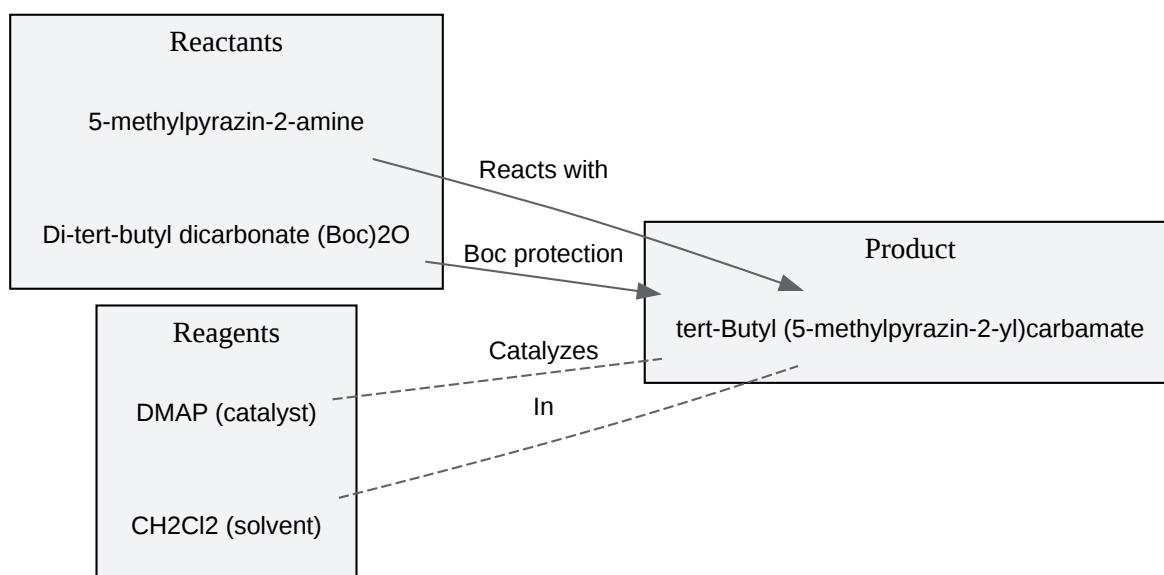 Reactants
5-methylpyrazin-2-amine
Reacts with
Di-tert-butyl dicarbonate (Boc)2O
Boc protection
Product
tert-Butyl (5-methylpyrazin-2-yl)carbamate
Reagents
Catalyzes
DMAP (catalyst)
In
CH2Cl2 (solvent)